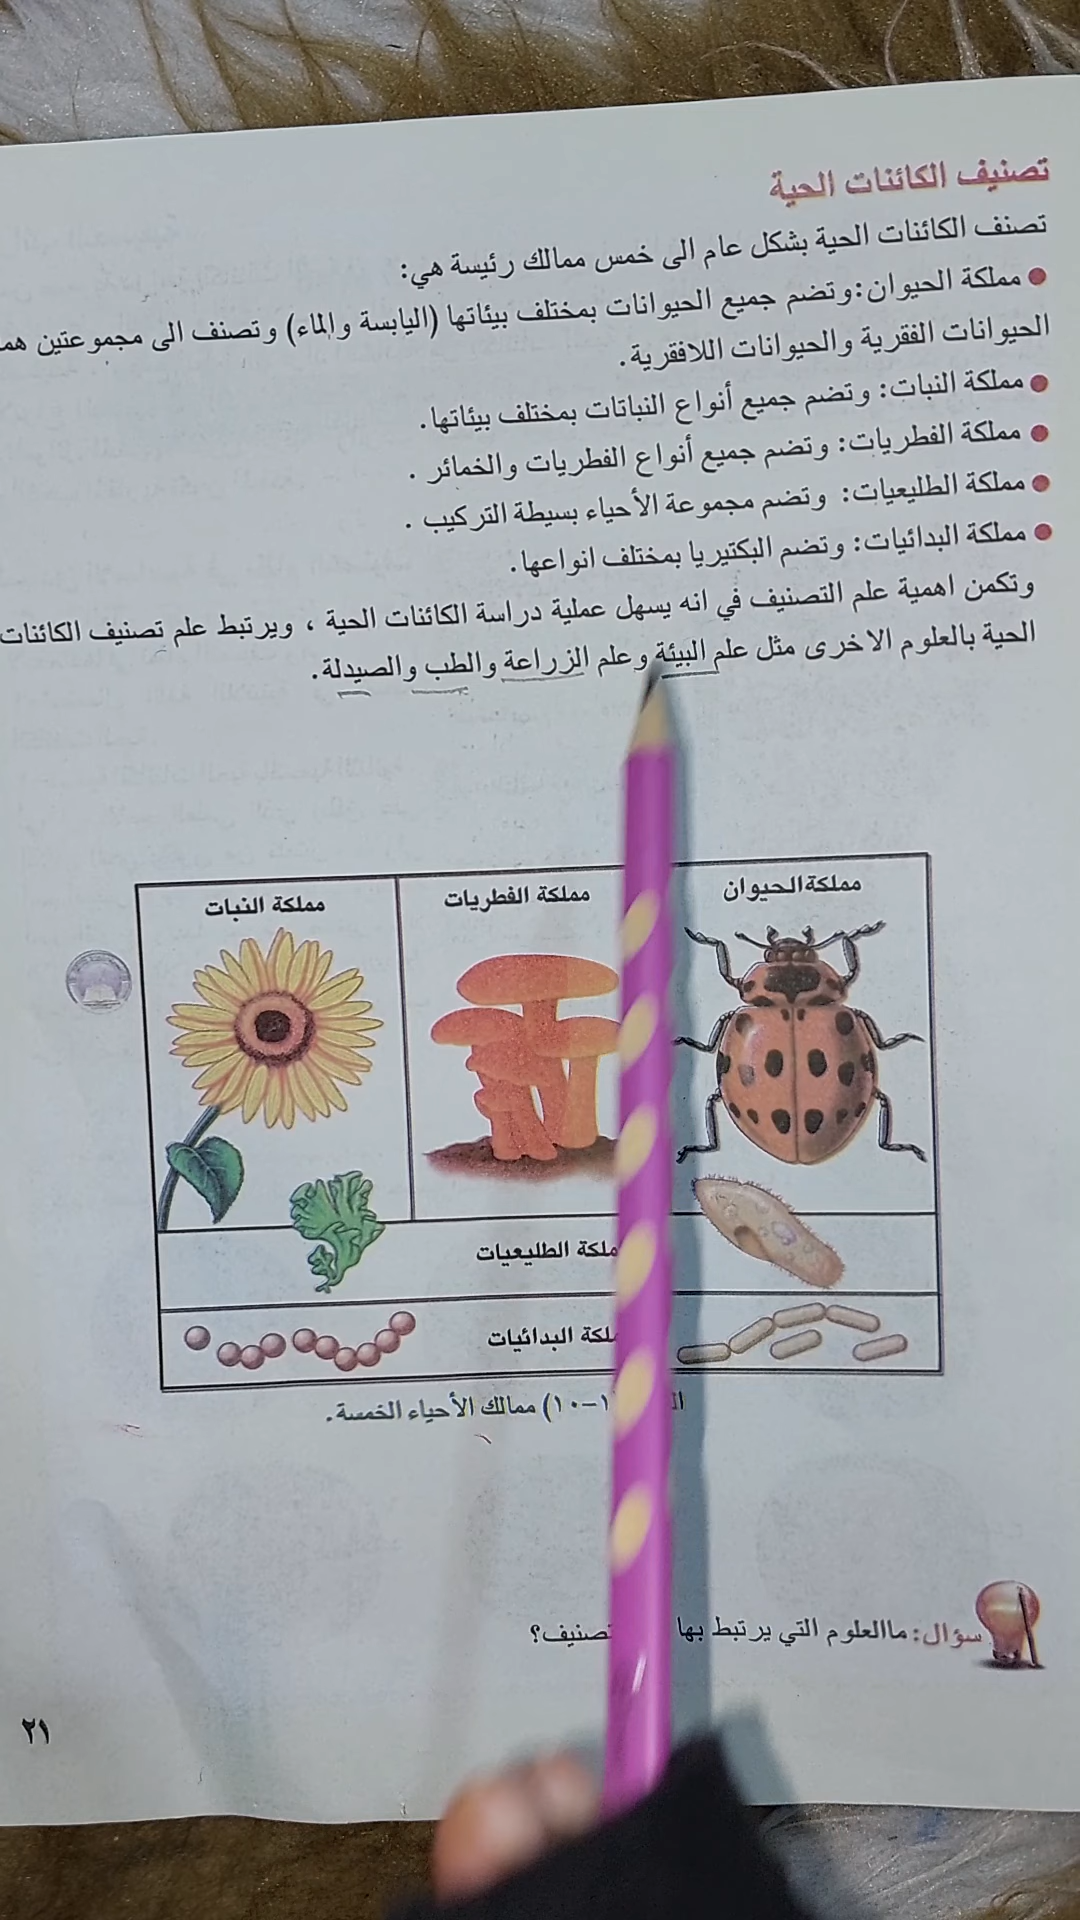 تصنيف الكائنات الحية
تصنف الكائنات الحية بشكل عام الى خمس ممالك رئيسة هي:
مملكة الحيوان: وتضم جميع الحيوانات بمختلف بيئاتها (اليابسة والماء) وتصنف الى مجموعتين
الحيوانات الفقرية والحيوانات اللافقرية.
مملكة النبات: وتضم جميع أنواع النباتات بمختلف بيئاتها.
مملكة الفطريات: وتضم جميع أنواع الفطريات والخمائر .
مملكة الطليعيات: وتضم مجموعة الأحياء بسيطة التركيب .
مملكة البدائيات: وتضم البكتيريا بمختلف انواعها.
وتكمن اهمية علم التصنيف في انه يسهل عملية دراسة الكائنات الحية ، ويرتبط علم تصنيف الكائنات
الحية بالعلوم الاخرى مثل علم البيئة وعلم الزراعة والطب والصيدلة.
مملكة الحيوان
مملكة الفطريات
مملكة النبات
الطليعيات
البدائيات
١-١٠) ممالك الأحياء الخمسة.
سؤال: ماالعلوم التي يرتبط بها تصنيف؟
٢١